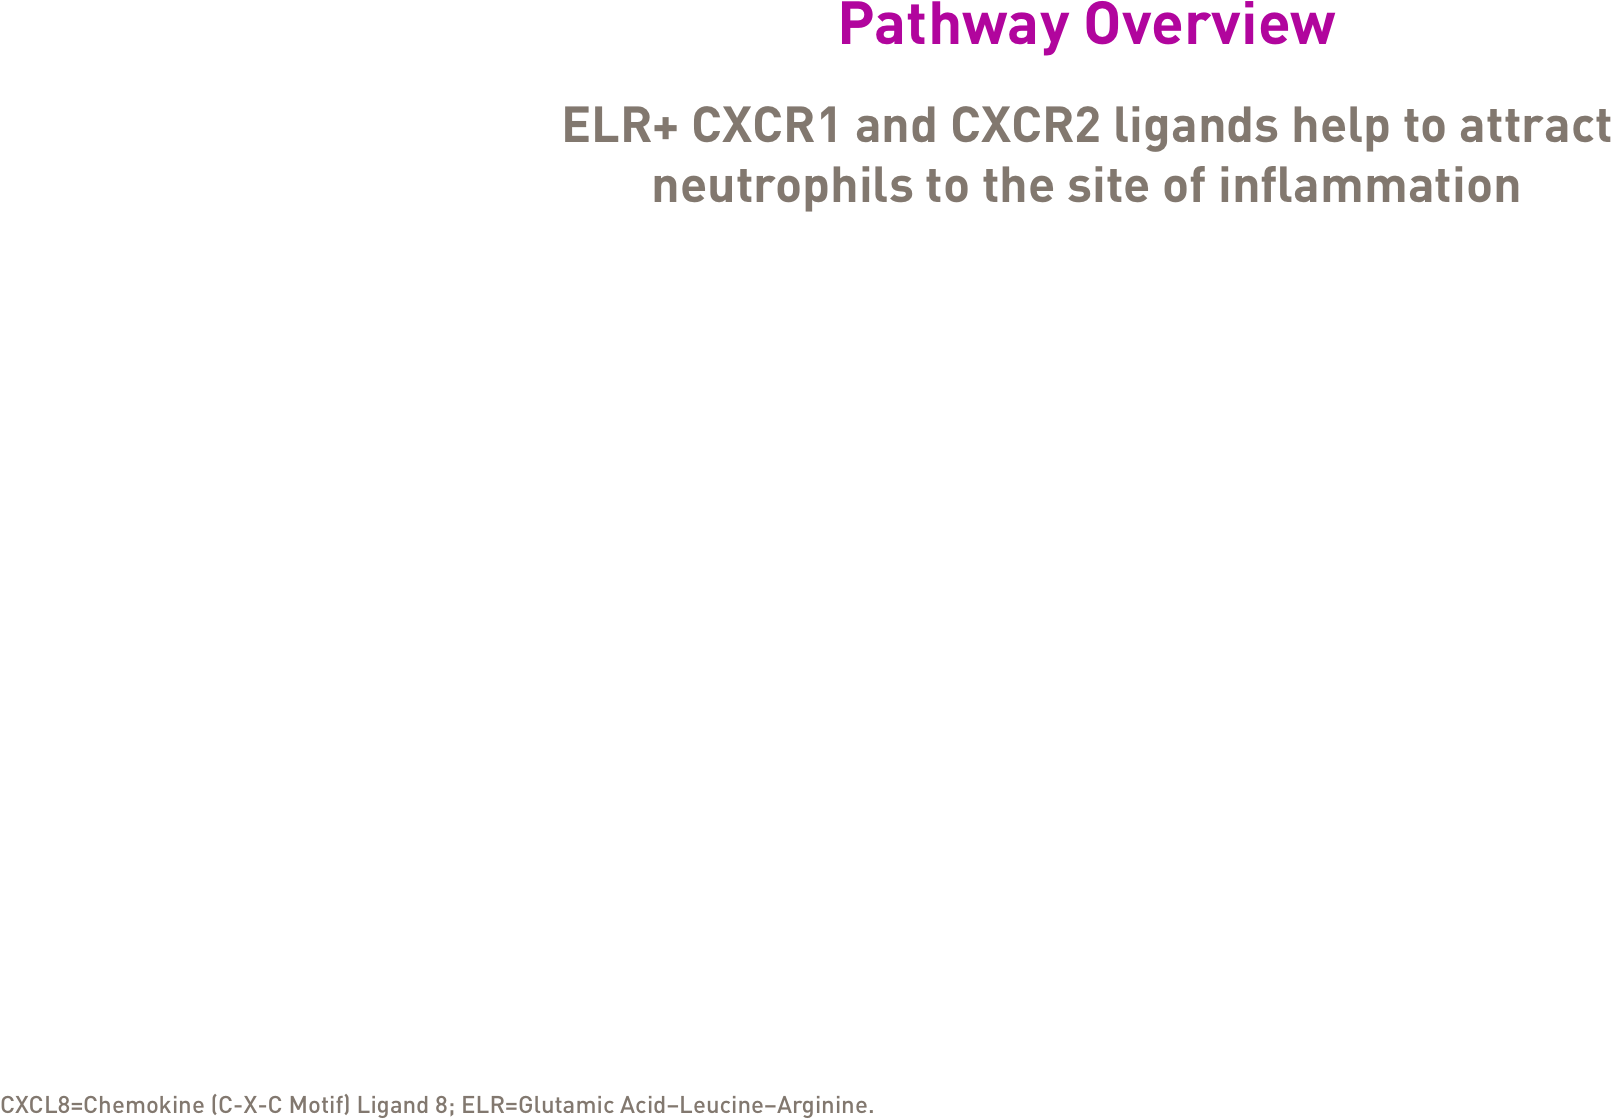 Pathway Overview
ELR+ CXCR1 and CXCR2 ligands help to attract
neutrophils to the site of inflammation
CXCL8=Chemokine (C-X-C Motif) Ligand 8; ELR=Glutamic Acid–Leucine–Arginine.